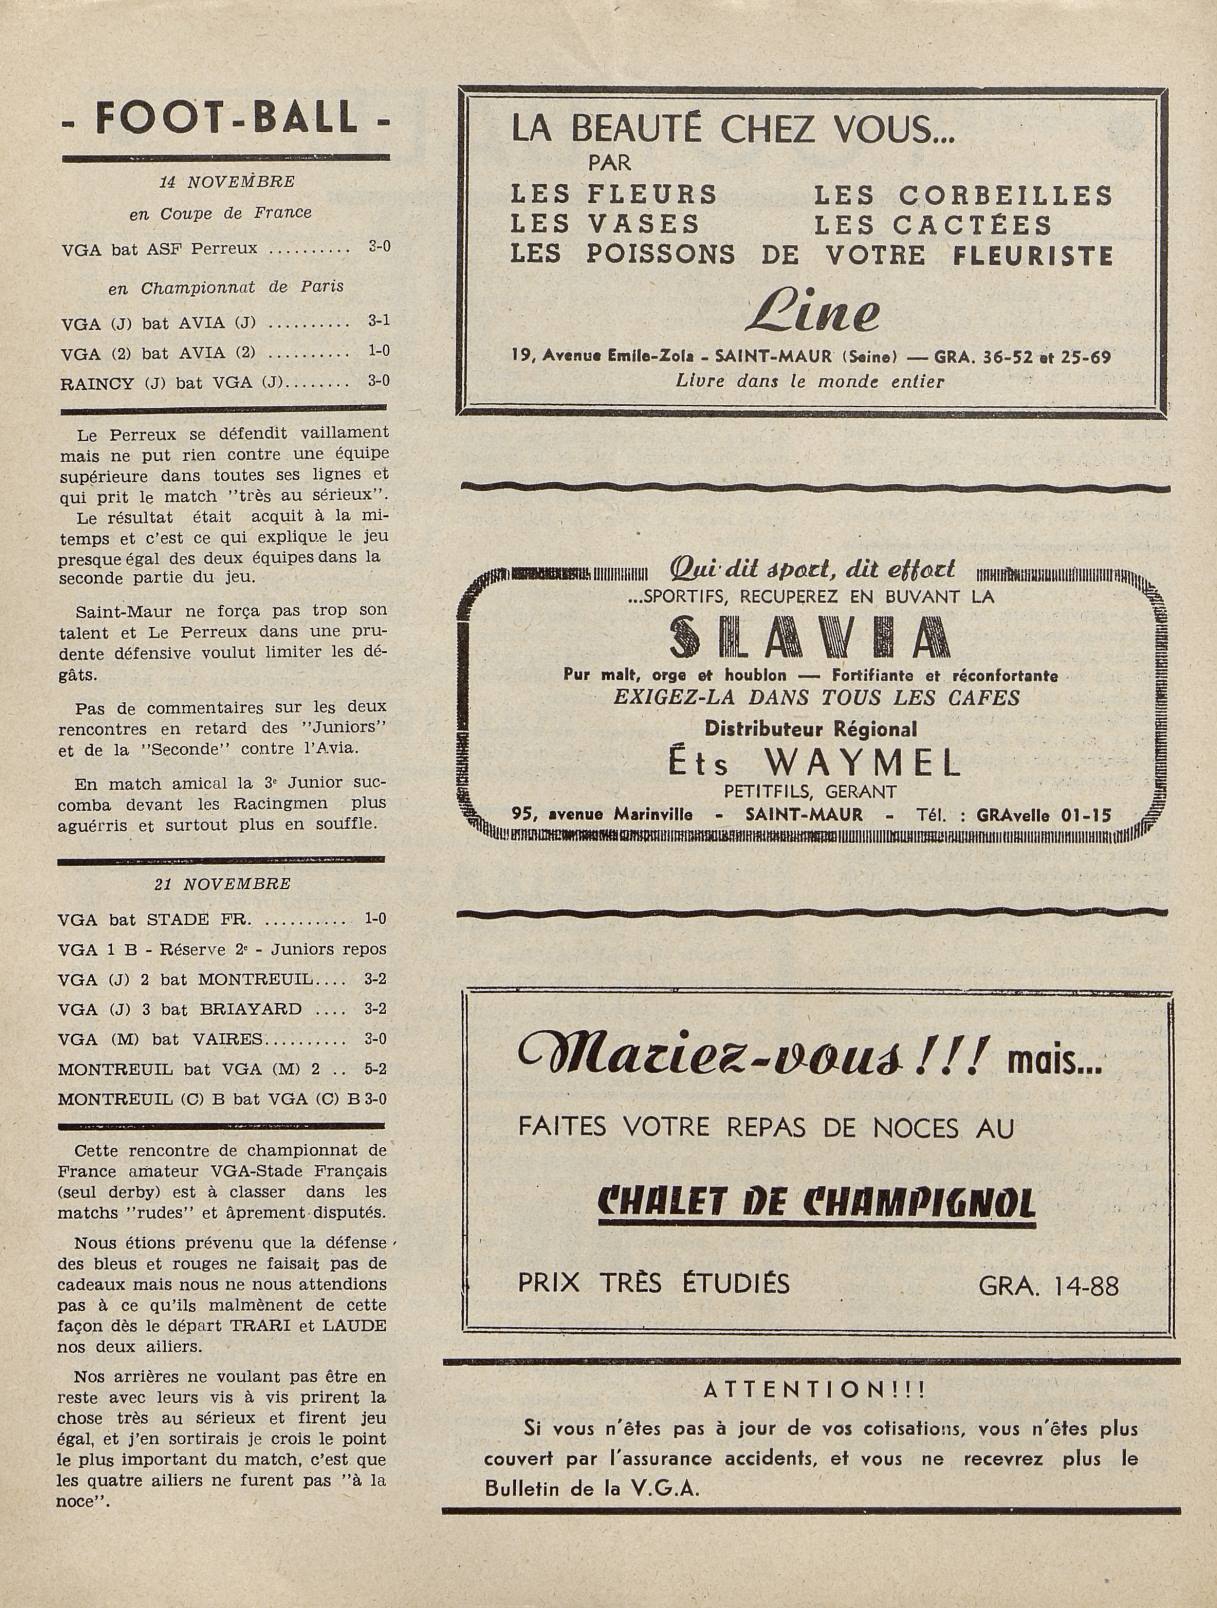 - FOOT-BALL -
14 NOVEMBRE
en Coupe de France
VGA bat ASF Perreux .......... 3-0
en Championnat de Paris
VGA (J) bat AVIA (J) .......... 3-1
VGA (2) bat AVIA (2) .......... 1-0
RAINCY (J) bat VGA (J)........ 3-0
Le Perreux se défendit vaillament
mais ne put rien contre une équipe
supérieure dans toutes ses lignes et
qui prit le match "très au sérieux".
Le résultat était acquit à la mi-
temps et c'est ce qui explique le jeu
presque égal des deux équipes dans la
seconde partie du jeu.
Saint-Maur ne força pas trop son
talent et Le Perreux dans une pru-
dente défensive voulut limiter les dé-
gâts.
Pas de commentaires sur les deux
rencontres en retard des "Juniors"
et de la "Seconde" contre l'Avia.
En match amical la 3e Junior suc-
comba devant les Racingmen plus
aguérris et surtout plus en souffle.
21 NOVEMBRE
VGA bat STADE FR. .......... 1-0
VGA 1 B - Réserve 2e - Juniors repos
VGA (J) 2 bat MONTREUIL.... 3-2
VGA (J) 3 bat BRIAYARD .... 3-2
VGA (M) bat VAIRES.......... 3-0
MONTREUIL bat VGA (M) 2 .. 5-2
MONTREUIL (C) B bat VGA (C) B 3-0
Cette rencontre de championnat de
France amateur VGA-Stade Français
(seul derby) est à classer dans les
matchs "rudes" et âprement disputés.
Nous étions prévenu que la défense
des bleus et rouges ne faisait pas de
cadeaux mais nous ne nous attendions
pas à ce qu'ils malmènent de cette
façon dès le départ TRARI et LAUDE
nos deux ailiers.
Nos arrières ne voulant pas être en
reste avec leurs vis à vis prirent la
chose très au sérieux et firent jeu
égal, et j'en sortirais je crois le point
le plus important du match, c'est que
les quatre ailiers ne furent pas "à la
noce".
LA BEAUTÉ CHEZ VOUS...
PAR
LES FLEURS LES CORBEILLES
LES VASES LES CACTÉES
LES POISSONS DE VOTRE FLEURISTE
Line
19, Avenue Emile-Zola - SAINT-MAUR (Seine) — GRA. 36-52 et 25-69
Livre dans le monde entier
Qui dit sport, dit effort
...SPORTIFS, RECUPEREZ EN BUVANT LA
SLAVIA
Pur malt, orge et houblon — Fortifiante et réconfortante
EXIGEZ-LA DANS TOUS LES CAFES
Distributeur Régional
Éts WAYMEL
PETITFILS, GERANT
95, avenue Marinville - SAINT-MAUR - Tél. : GRAvelle 01-15
Mariez-vous !!! mais...
FAITES VOTRE REPAS DE NOCES AU
CHALET DE CHAMPIGNOL
PRIX TRÈS ÉTUDIÉS GRA. 14-88
ATTENTION!!!
Si vous n'êtes pas à jour de vos cotisations, vous n'êtes plus
couvert par l'assurance accidents, et vous ne recevrez plus le
Bulletin de la V.G.A.